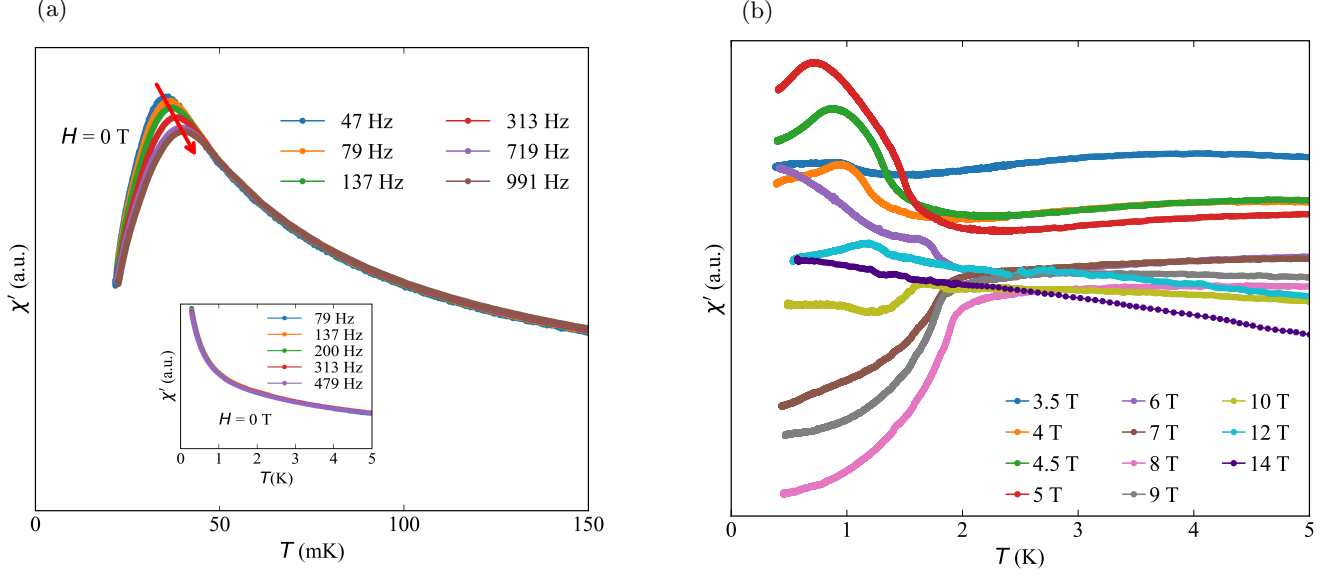 (a)
H = 0 T
47 Hz
79 Hz
137 Hz
313 Hz
719 Hz
991 Hz
χ′ (a.u.)
79 Hz
137 Hz
200 Hz
313 Hz
479 Hz
χ′ (a.u.)
H = 0 T
0 1 2 3 4 5
T(K)
0 50 100 150
T (mK)
(b)
χ′ (a.u.)
3.5 T
4 T
4.5 T
5 T
6 T
7 T
8 T
9 T
10 T
12 T
14 T
0 1 2 3 4 5
T (K)